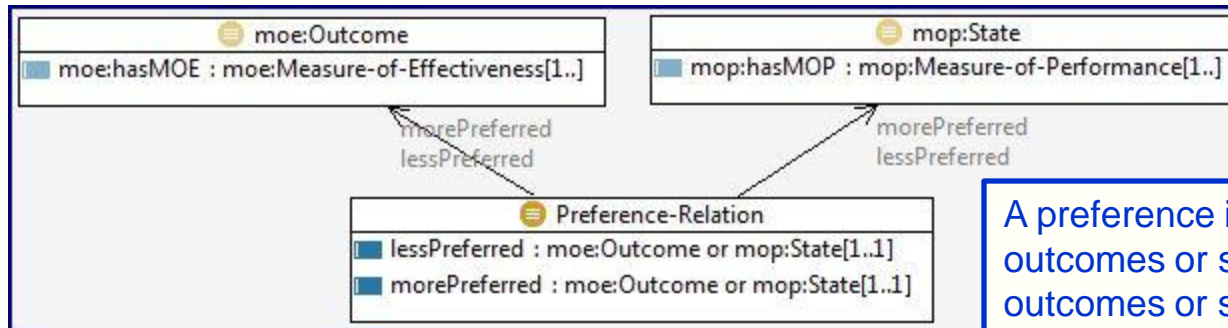 moe:Outcome
moe:hasMOE : moe:Measure-of-Effectiveness[1..]
mop:State
mop:hasMOP : mop:Measure-of-Performance[1..]
morePreferred
lessPreferred
morePreferred
lessPreferred
Preference-Relation
lessPreferred : moe:Outcome or mop:State[1..1]
morePreferred : moe:Outcome or mop:State[1..1]
A preference
outcomes or
outcomes or